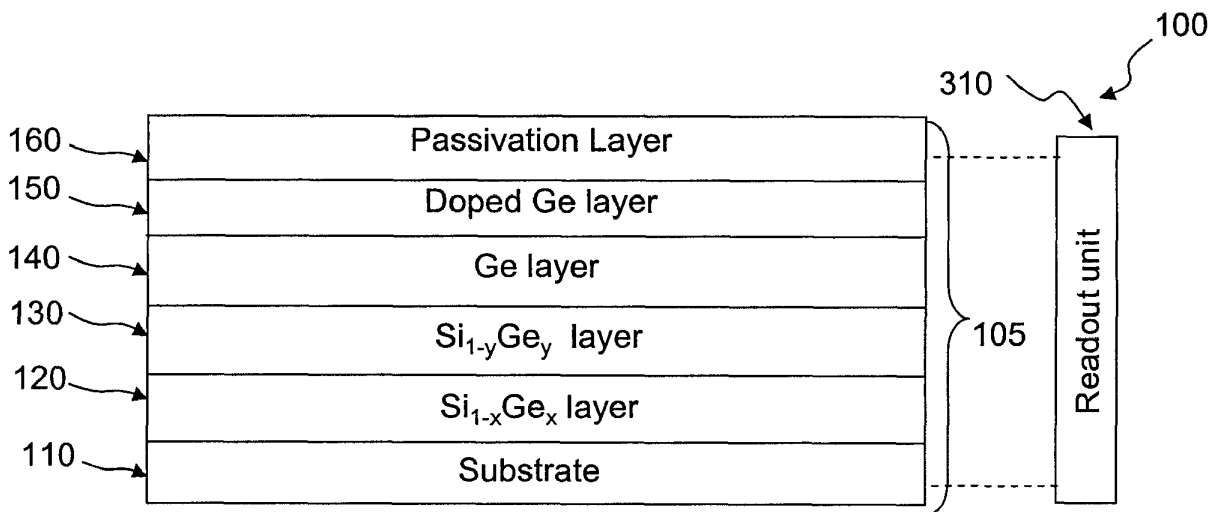 100
310
160
Passivation Layer
150
Doped Ge layer
140
Ge layer
130
Si₁₋yGey layer
105
Readout unit
120
Si₁₋ₓGeₓ layer
110
Substrate